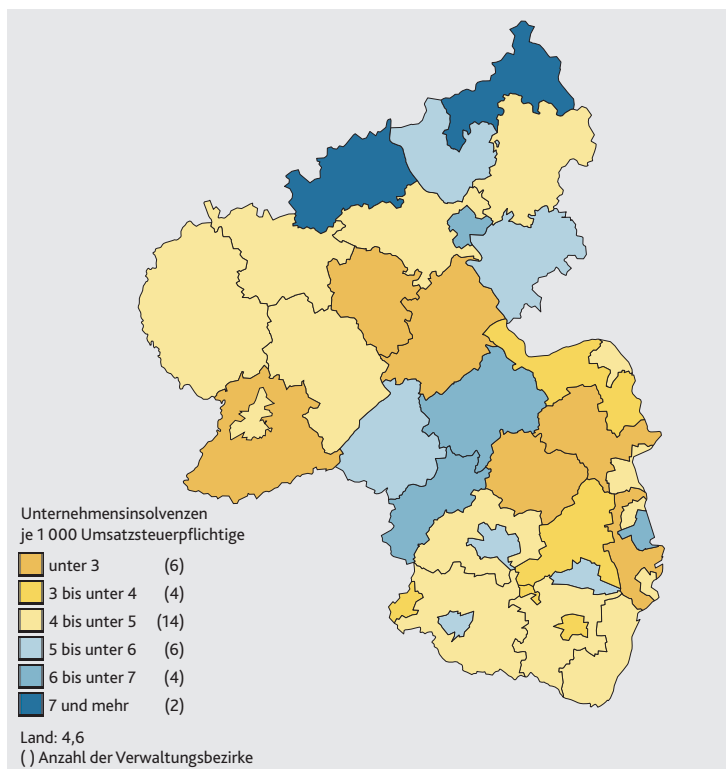 Unternehmensinsolvenzen
je 1 000 Umsatzsteuerpflichtige
unter 3 (6)
3 bis unter 4 (4)
4 bis unter 5 (14)
5 bis unter 6 (6)
6 bis unter 7 (4)
7 und mehr (2)
Land: 4,6
( ) Anzahl der Verwaltungsbezirke